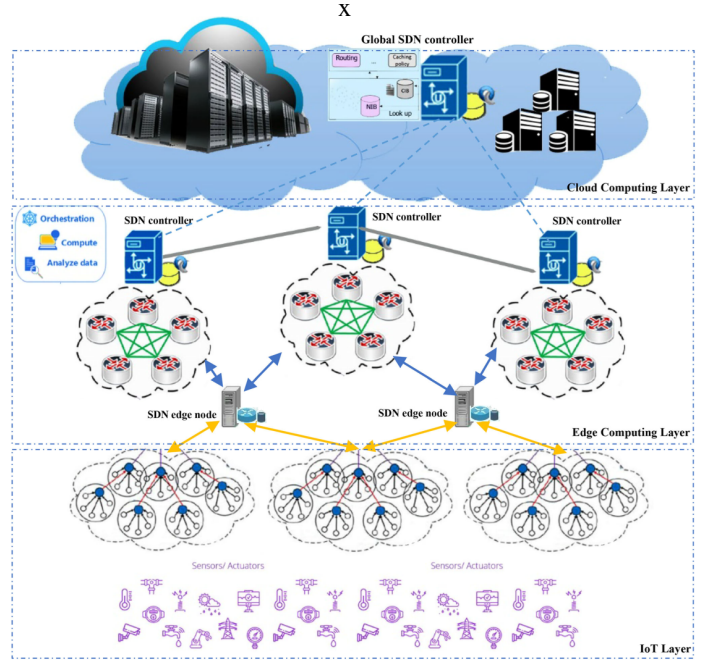 X
Global SDN controller
Routing
...
Caching
policy
CIB
NIB
Look up
Cloud Computing Layer
Orchestration
Compute
Analyze data
SDN controller
SDN controller
SDN controller
SDN edge node
SDN edge node
Edge Computing Layer
Sensors/ Actuators
Sensors/ Actuators
IoT Layer